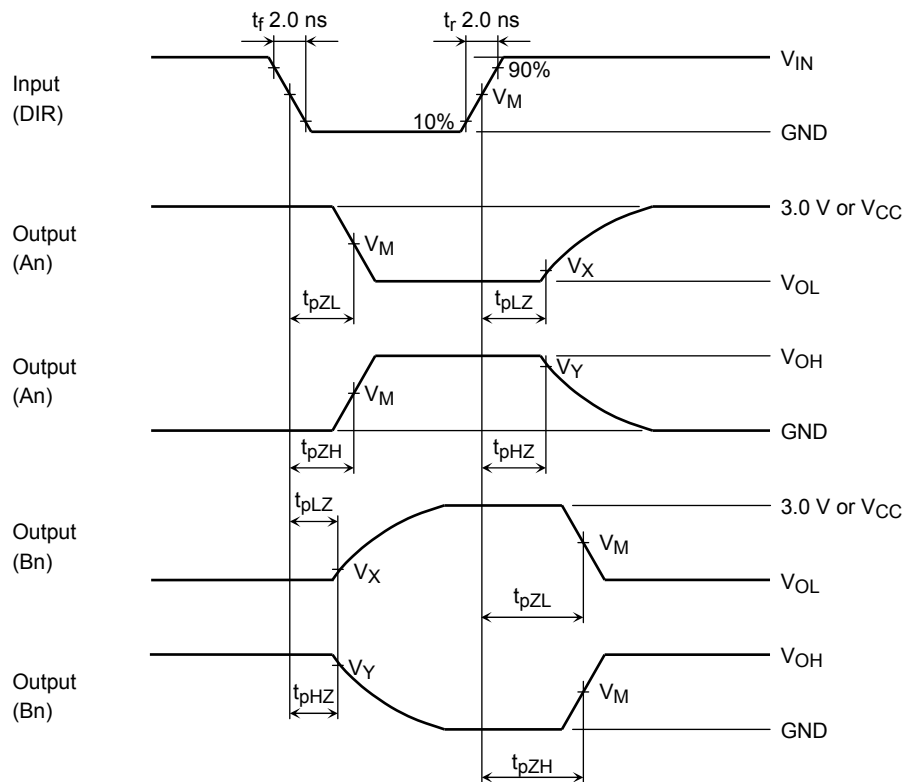 tf 2.0 ns
tr 2.0 ns
Input
(DIR)
VIN
90%
VM
10%
GND
Output
(An)
3.0 V or VCC
VM
VX
VOL
tpZL
tpLZ
Output
(An)
VOH
VY
VM
GND
tpZH
tpHZ
tpLZ
Output
(Bn)
3.0 V or VCC
VM
VX
VOL
tpZL
Output
(Bn)
VOH
VY
VM
tpHZ
GND
tpZH